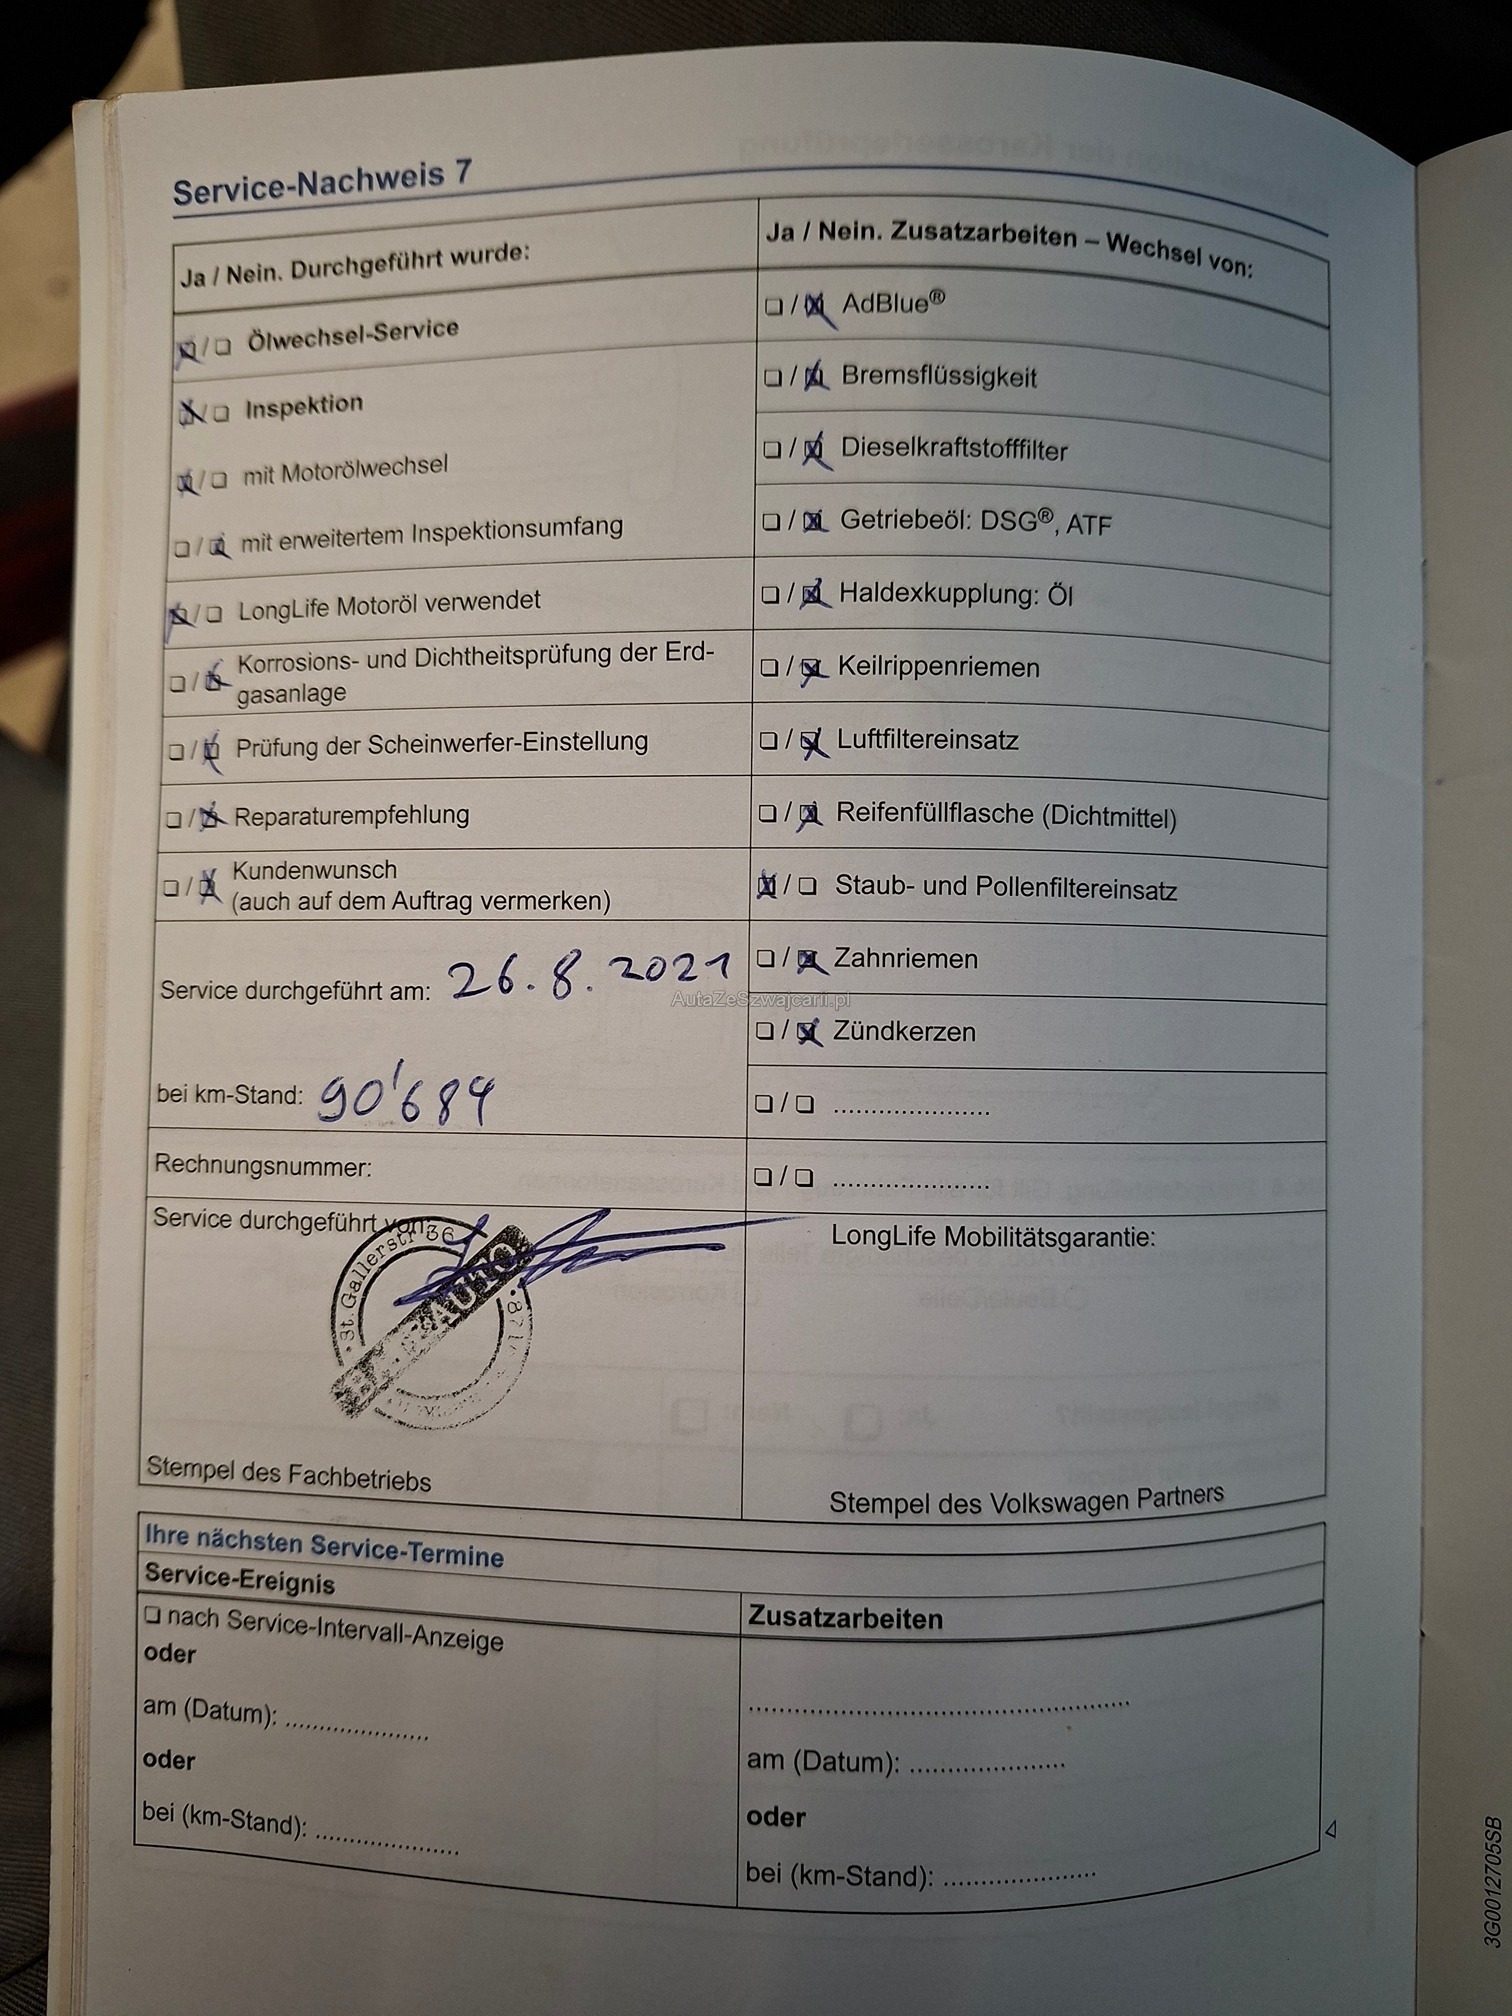 Service-Nachweis 7
Ja / Nein. Durchgeführt wurde:
Ölwechsel-Service
Inspektion
mit Motorölwechsel
mit erweitertem Inspektionsumfang
LongLife Motoröl verwendet
Korrosions- und Dichtheitsprüfung der Erd-
gasanlage
Prüfung der Scheinwerfer-Einstellung
Reparaturempfehlung
Kundenwunsch
(auch auf dem Auftrag vermerken)
Service durchgeführt am: 26.8.2021
bei km-Stand: 90'684
Rechnungsnummer:
Service durchgeführt von:
St.Gallerstr 36
AUTO
Stempel des Fachbetriebs
Ja / Nein. Zusatzarbeiten – Wechsel von:
AdBlue®
Bremsflüssigkeit
Dieselkraftstofffilter
Getriebeöl: DSG®, ATF
Haldexkupplung: Öl
Keilrippenriemen
Luftfiltereinsatz
Reifenfüllflasche (Dichtmittel)
Staub- und Pollenfiltereinsatz
Zahnriemen
Zündkerzen
LongLife Mobilitätsgarantie:
Stempel des Volkswagen Partners
AutaZeSzwajcarii.pl
Ihre nächsten Service-Termine
Service-Ereignis
nach Service-Intervall-Anzeige
oder
am (Datum): ....................
oder
bei (km-Stand): ....................
Zusatzarbeiten
am (Datum): ......................
oder
bei (km-Stand): ......................
3G0012705SB